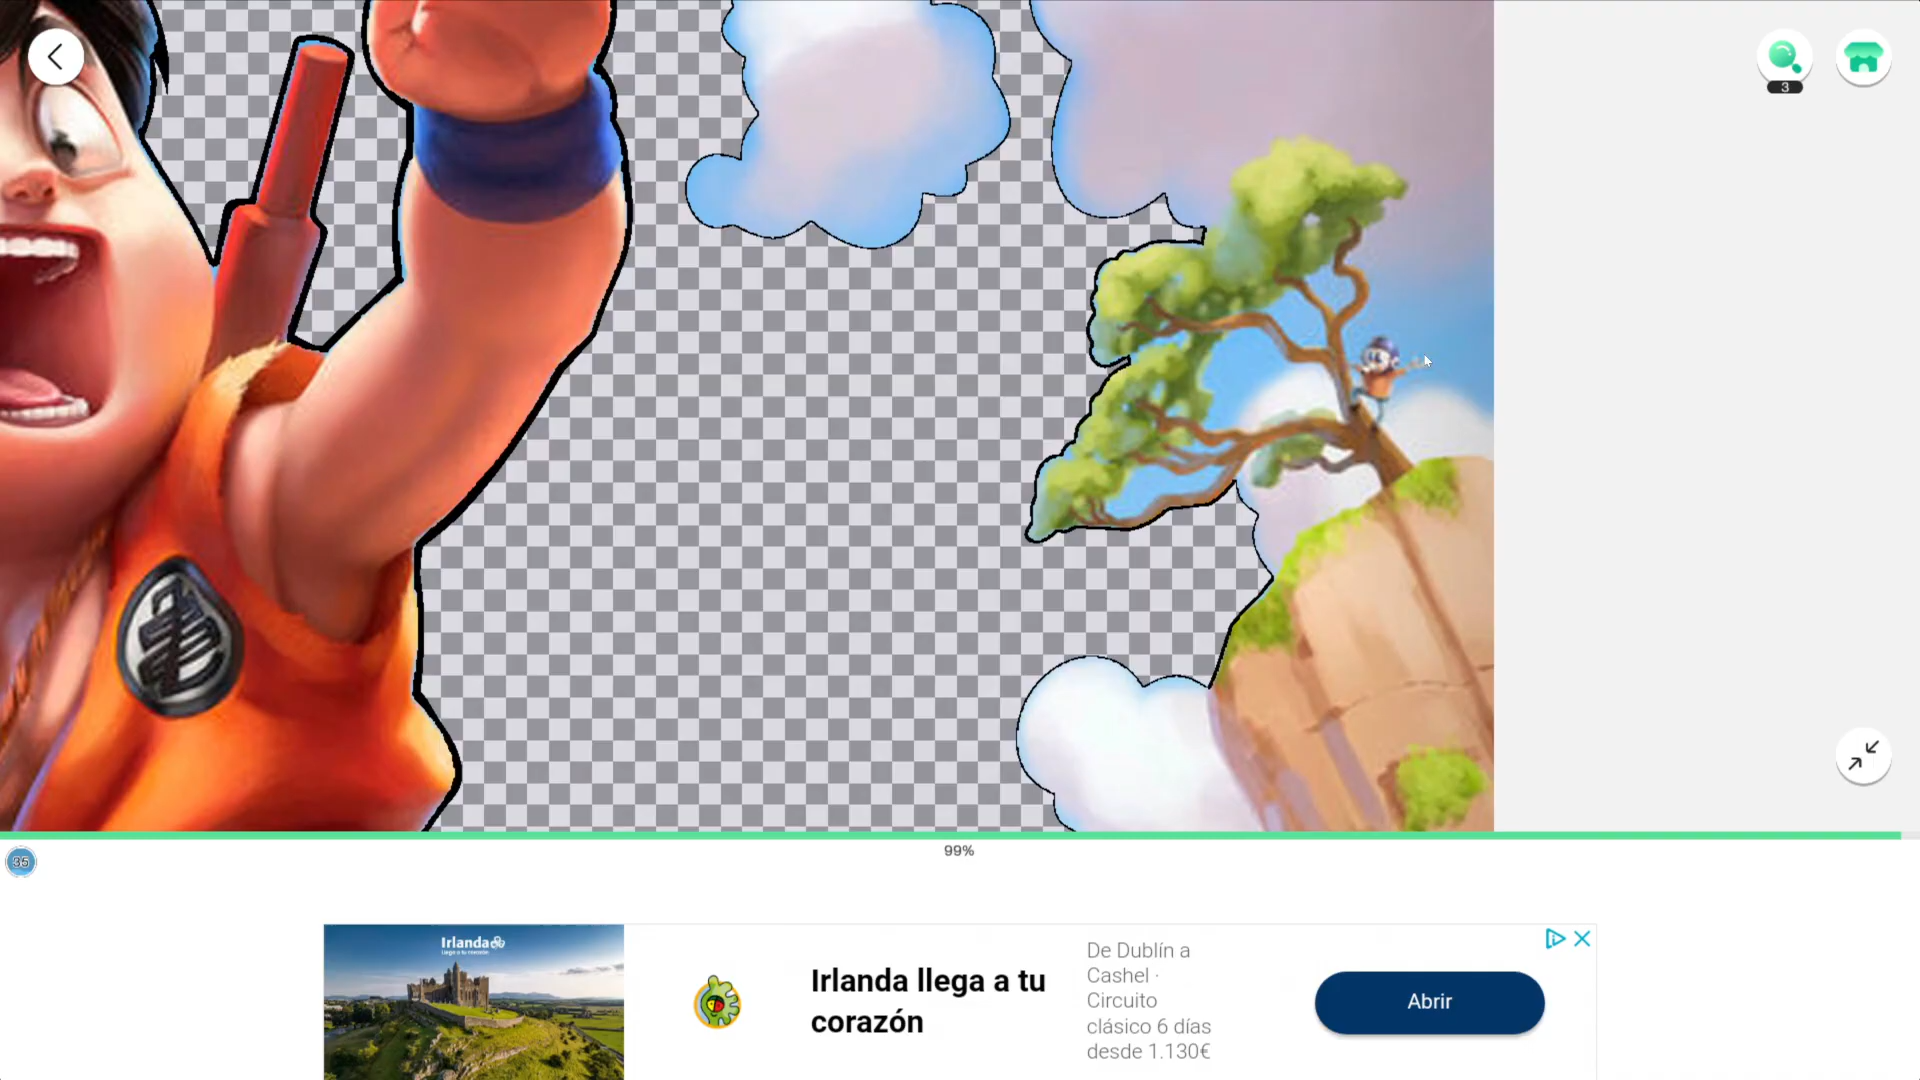 3
99%
35
Irlanda
Irlanda llega a tu
corazón
De Dublín a
Cashel ·
Circuito
clásico 6 días
desde 1.130€
Abrir